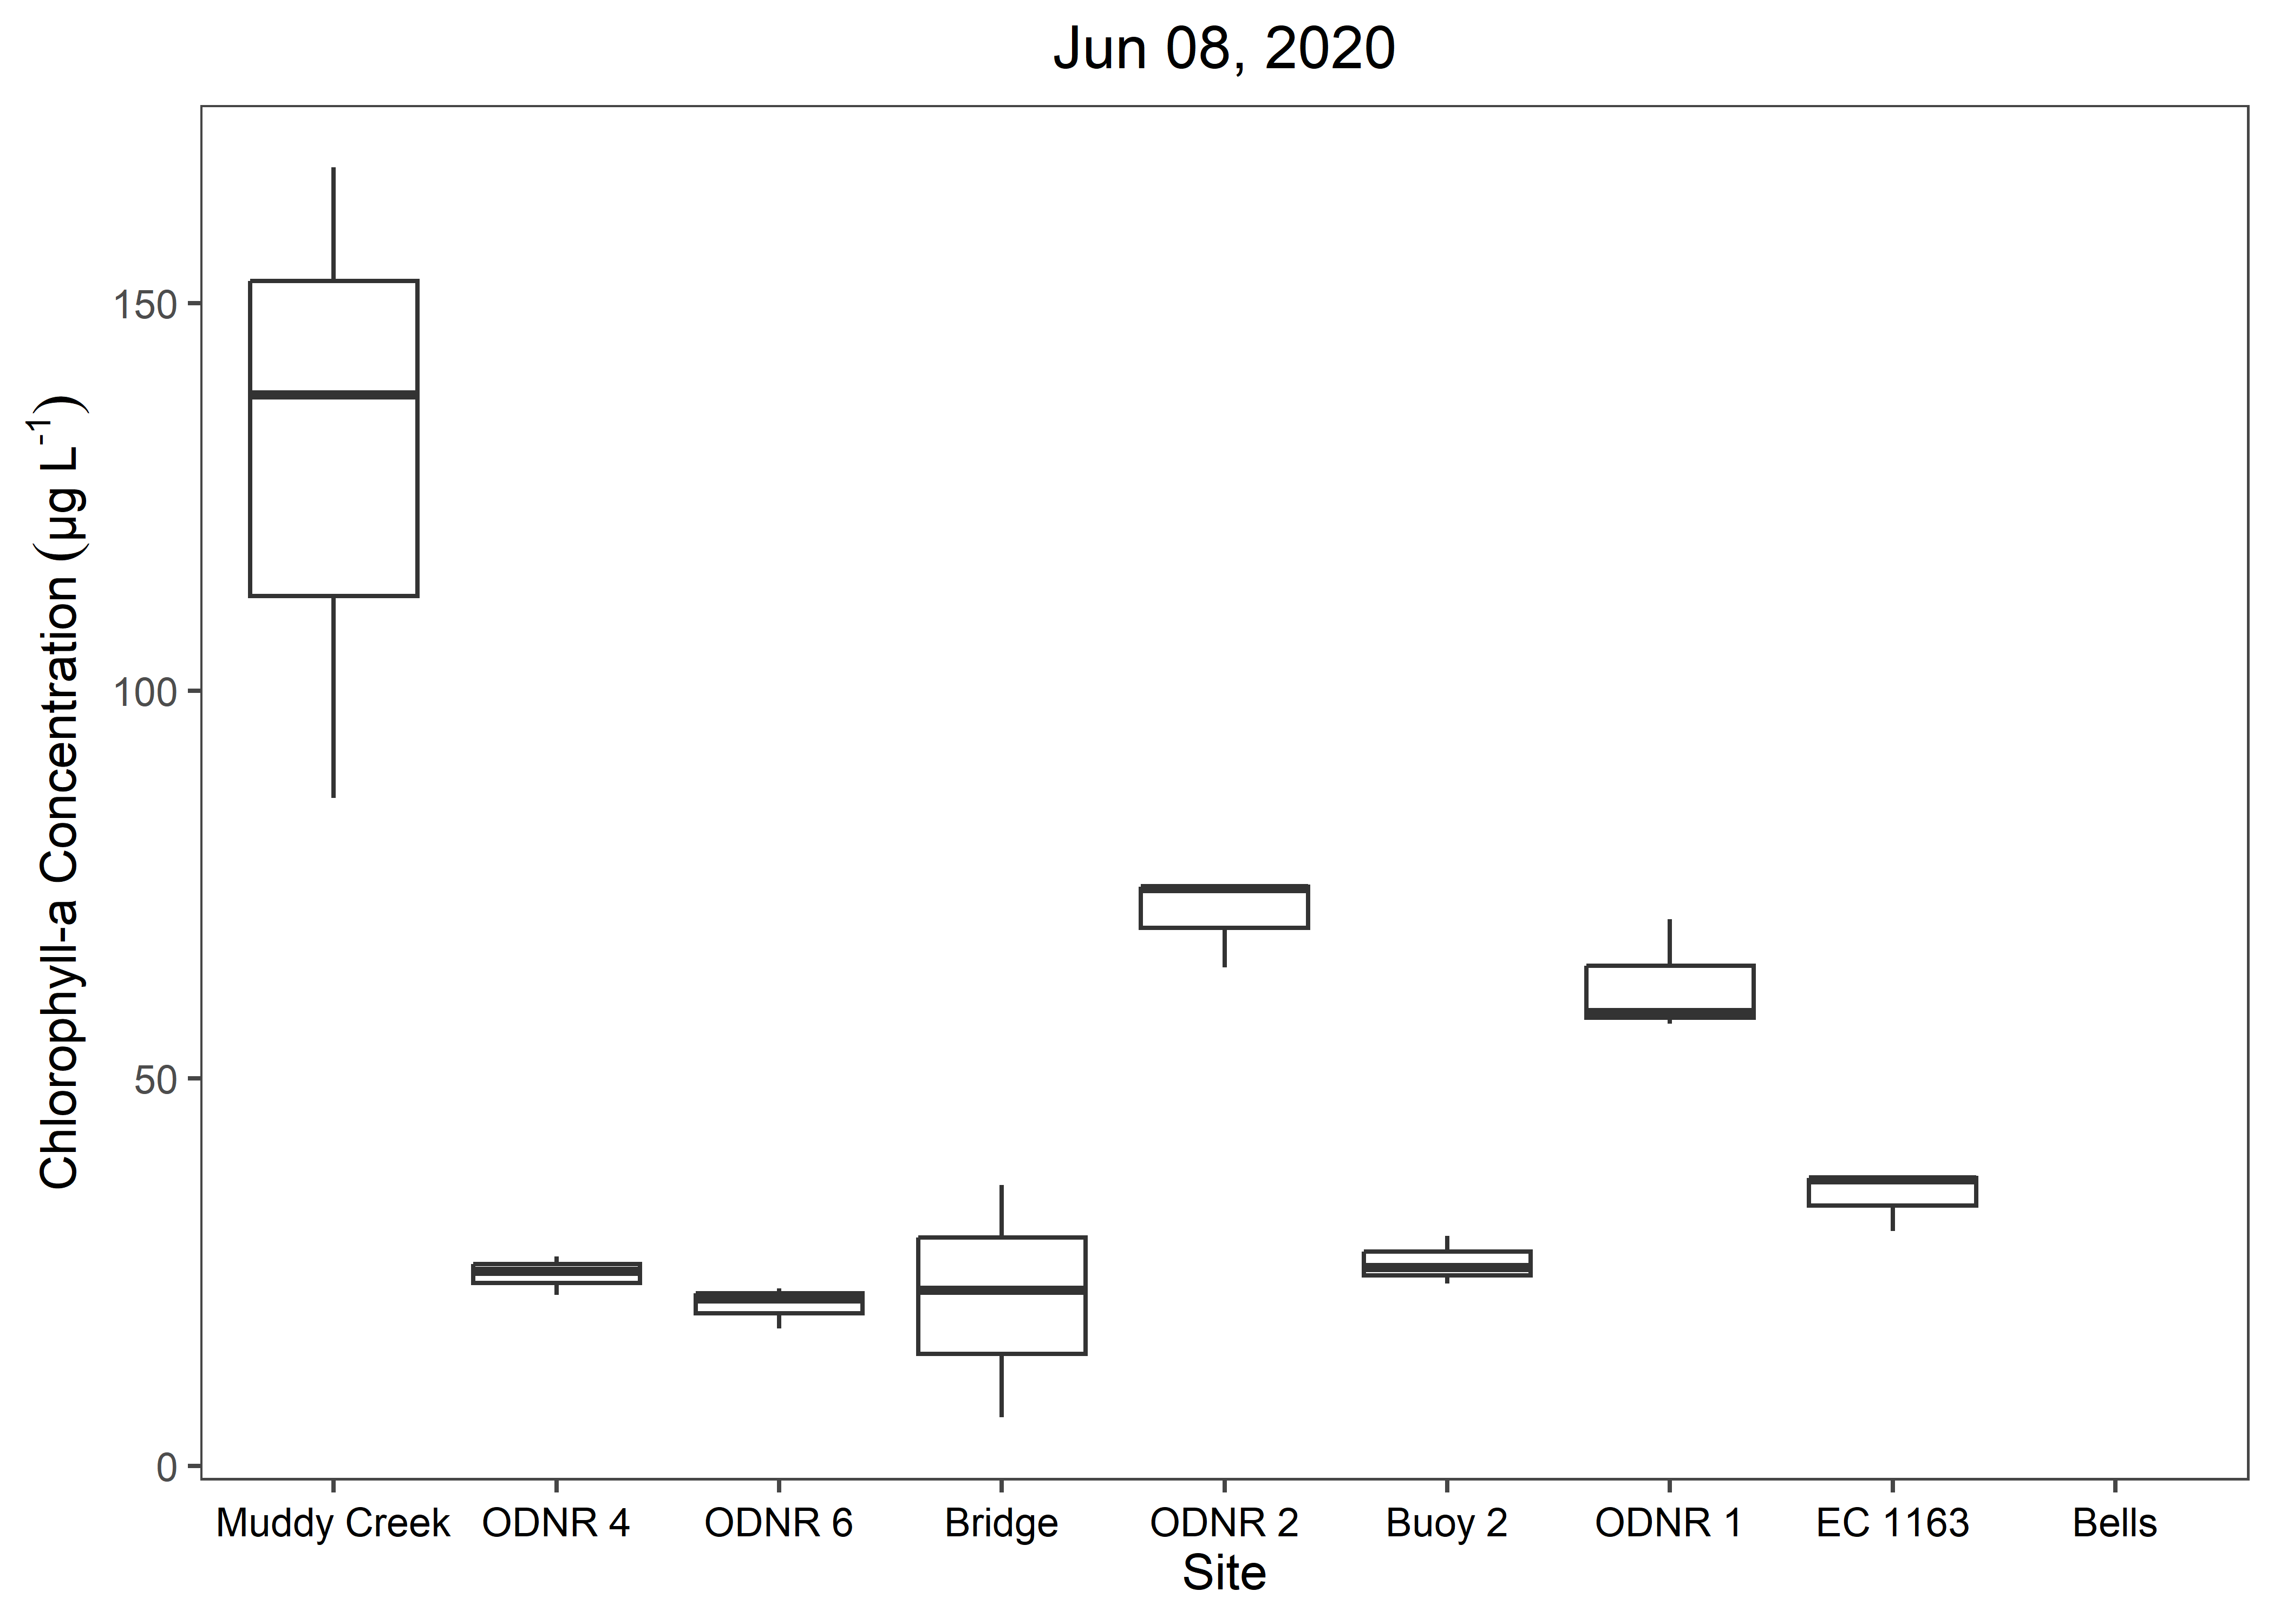 Jun 08, 2020
Chlorophyll-a Concentration (µg L⁻¹)
150
100
50
0
Muddy Creek ODNR 4 ODNR 6 Bridge ODNR 2 Buoy 2 ODNR 1 EC 1163 Bells
Site